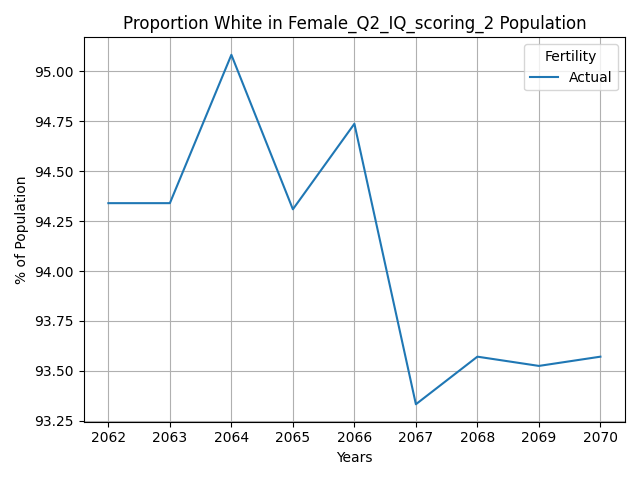 Proportion White in Female_Q2_IQ_scoring_2 Population
Fertility
Actual
% of Population
95.00
94.75
94.50
94.25
94.00
93.75
93.50
93.25
2062 2063 2064 2065 2066 2067 2068 2069 2070
Years